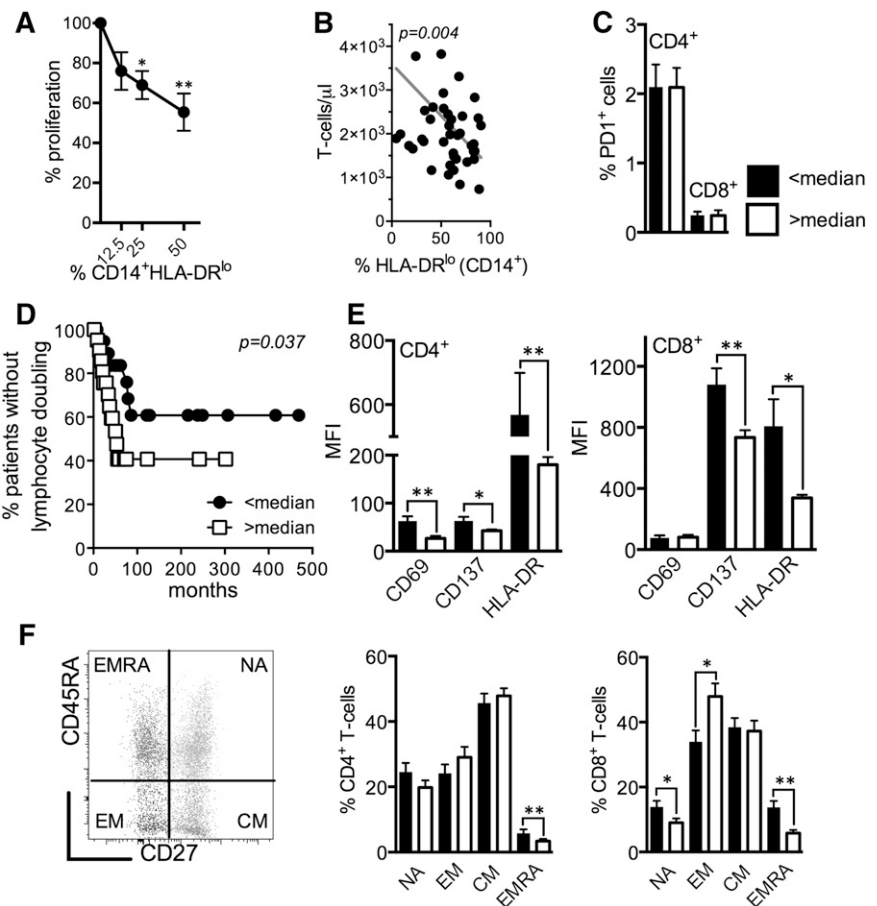 A
% proliferation
100
80
60
40
20
0
*
**
12.5
25
50
% CD14⁺HLA-DRˡᵒ
B
p=0.004
T-cells/µl
4×10³
3×10³
2×10³
1×10³
0
0 50 100
% HLA-DRˡᵒ (CD14⁺)
C
% PD1⁺ cells
3
2
1
0
CD4⁺
CD8⁺
<median
>median
D
% patients without
lymphocyte doubling
100
80
60
40
20
0
p=0.037
<median
>median
0 100 200 300 400 500
months
E
CD4⁺
MFI
800
600
200
100
0
**
*
**
CD69
CD137
HLA-DR
CD8⁺
MFI
1200
800
400
0
**
*
CD69
CD137
HLA-DR
F
CD45RA
EMRA
NA
EM
CM
CD27
% CD4⁺ T-cells
60
40
20
0
**
NA
EM
CM
EMRA
% CD8⁺ T-cells
60
40
20
0
*
*
**
NA
EM
CM
EMRA